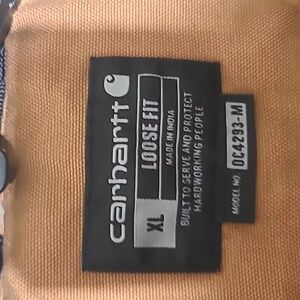 carhartt
XL
LOOSE FIT
MADE IN INDIA
BUILT TO SERVE AND PROTECT
HARDWORKING PEOPLE
MODEL NO. OC4293-M